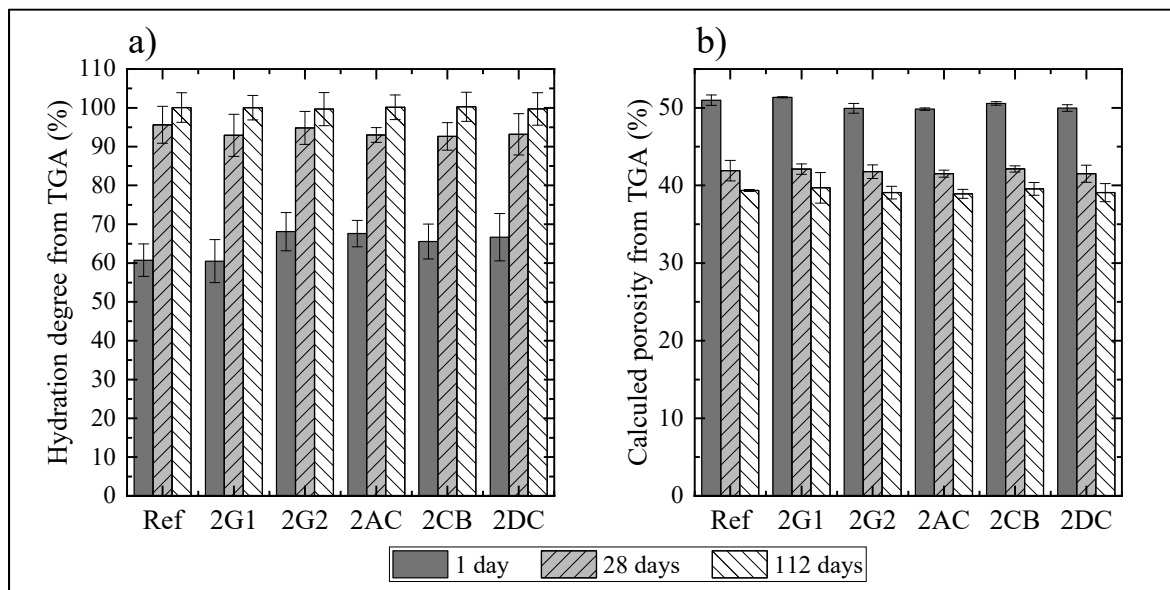 a)
Hydration degree from TGA (%)
110
100
90
80
70
60
50
40
30
20
10
0
Ref 2G1 2G2 2AC 2CB 2DC
b)
Calculed porosity from TGA (%)
50
40
30
20
10
0
Ref 2G1 2G2 2AC 2CB 2DC
1 day 28 days 112 days